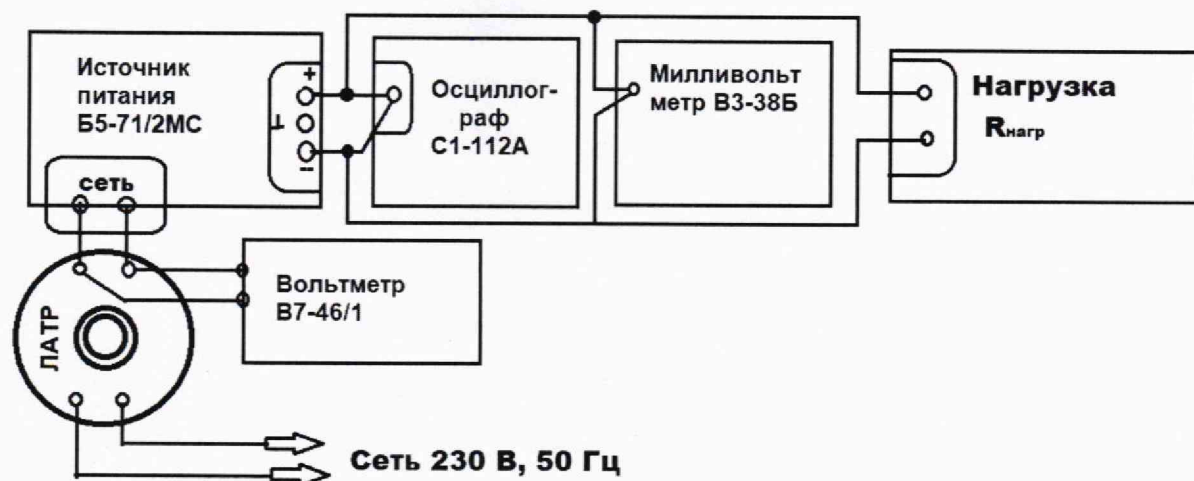 Источник
питания
Б5-71/2МС
+
⊥
--
сеть
Осциллог-
раф
С1-112А
Милливольт
метр В3-38Б
Нагрузка
Rнагр
ЛАТР
Вольтметр
В7-46/1
Сеть 230 В, 50 Гц